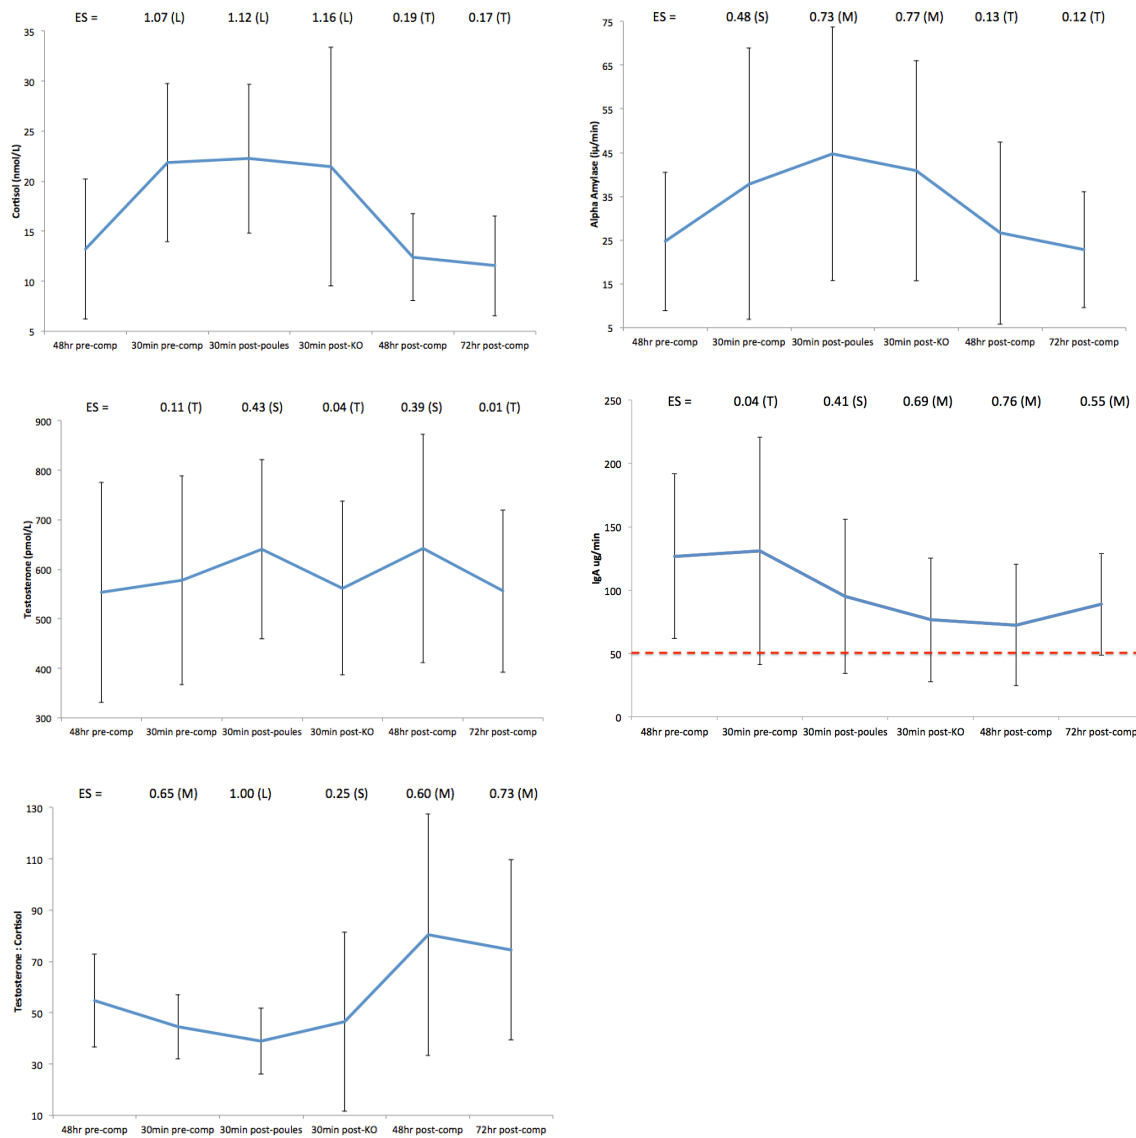 ES = 1.07 (L) 1.12 (L) 1.16 (L) 0.19 (T) 0.17 (T)
35
30
25
20
15
10
5
Cortisol (nmol/L)
48hr pre-comp 30min pre-comp 30min post-poules 30min post-KO 48hr post-comp 72hr post-comp
ES = 0.48 (S) 0.73 (M) 0.77 (M) 0.13 (T) 0.12 (T)
75
65
55
45
35
25
15
5
Alpha Amylase (iµ/min)
48hr pre-comp 30min pre-comp 30min post-poules 30min post-KO 48hr post-comp 72hr post-comp
ES = 0.11 (T) 0.43 (S) 0.04 (T) 0.39 (S) 0.01 (T)
900
800
700
600
500
400
300
Testosterone (pmol/L)
48hr pre-comp 30min pre-comp 30min post-poules 30min post-KO 48hr post-comp 72hr post-comp
ES = 0.04 (T) 0.41 (S) 0.69 (M) 0.76 (M) 0.55 (M)
250
200
150
100
50
0
IgA ug/min
48hr pre-comp 30min pre-comp 30min post-poules 30min post-KO 48hr post-comp 72hr post-comp
ES = 0.65 (M) 1.00 (L) 0.25 (S) 0.60 (M) 0.73 (M)
130
110
90
70
50
30
10
Testosterone : Cortisol
48hr pre-comp 30min pre-comp 30min post-poules 30min post-KO 48hr post-comp 72hr post-comp